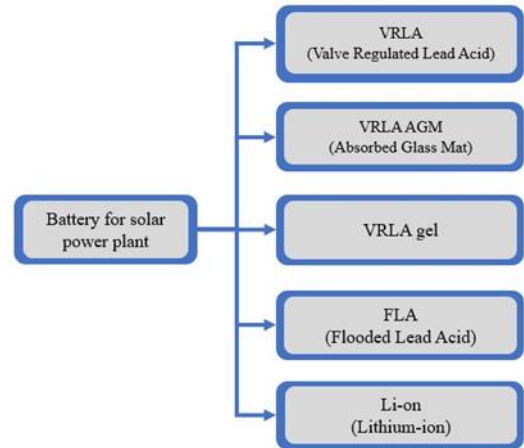 VRLA
(Valve Regulated Lead Acid)
VRLA AGM
(Absorbed Glass Mat)
Battery for solar
power plant
VRLA gel
FLA
(Flooded Lead Acid)
Li-on
(Lithium-ion)